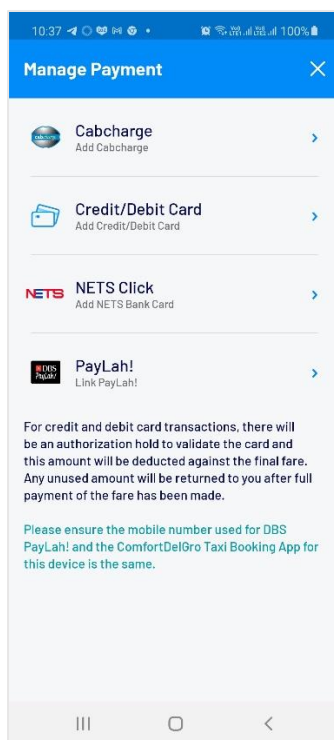 10:37 100%
Manage Payment
Cabcharge
Add Cabcharge
Credit/Debit Card
Add Credit/Debit Card
NETS
NETS Click
Add NETS Bank Card
DBS
PayLah!
PayLah!
Link PayLah!
For credit and debit card transactions, there will
be an authorization hold to validate the card and
this amount will be deducted against the final fare.
Any unused amount will be returned to you after full
payment of the fare has been made.
Please ensure the mobile number used for DBS
PayLah! and the ComfortDelGro Taxi Booking App for
this device is the same.